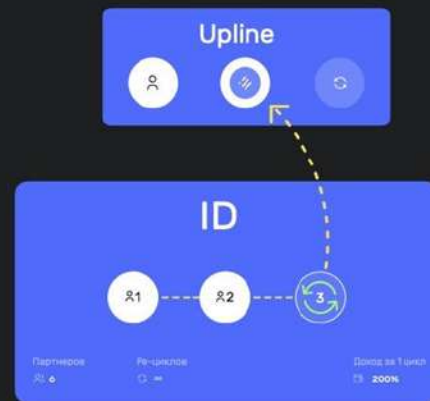 Upline
ID
1
2
3
Партнеров
Ре-циклов
Доход за 1 цикл
6
∞
200%